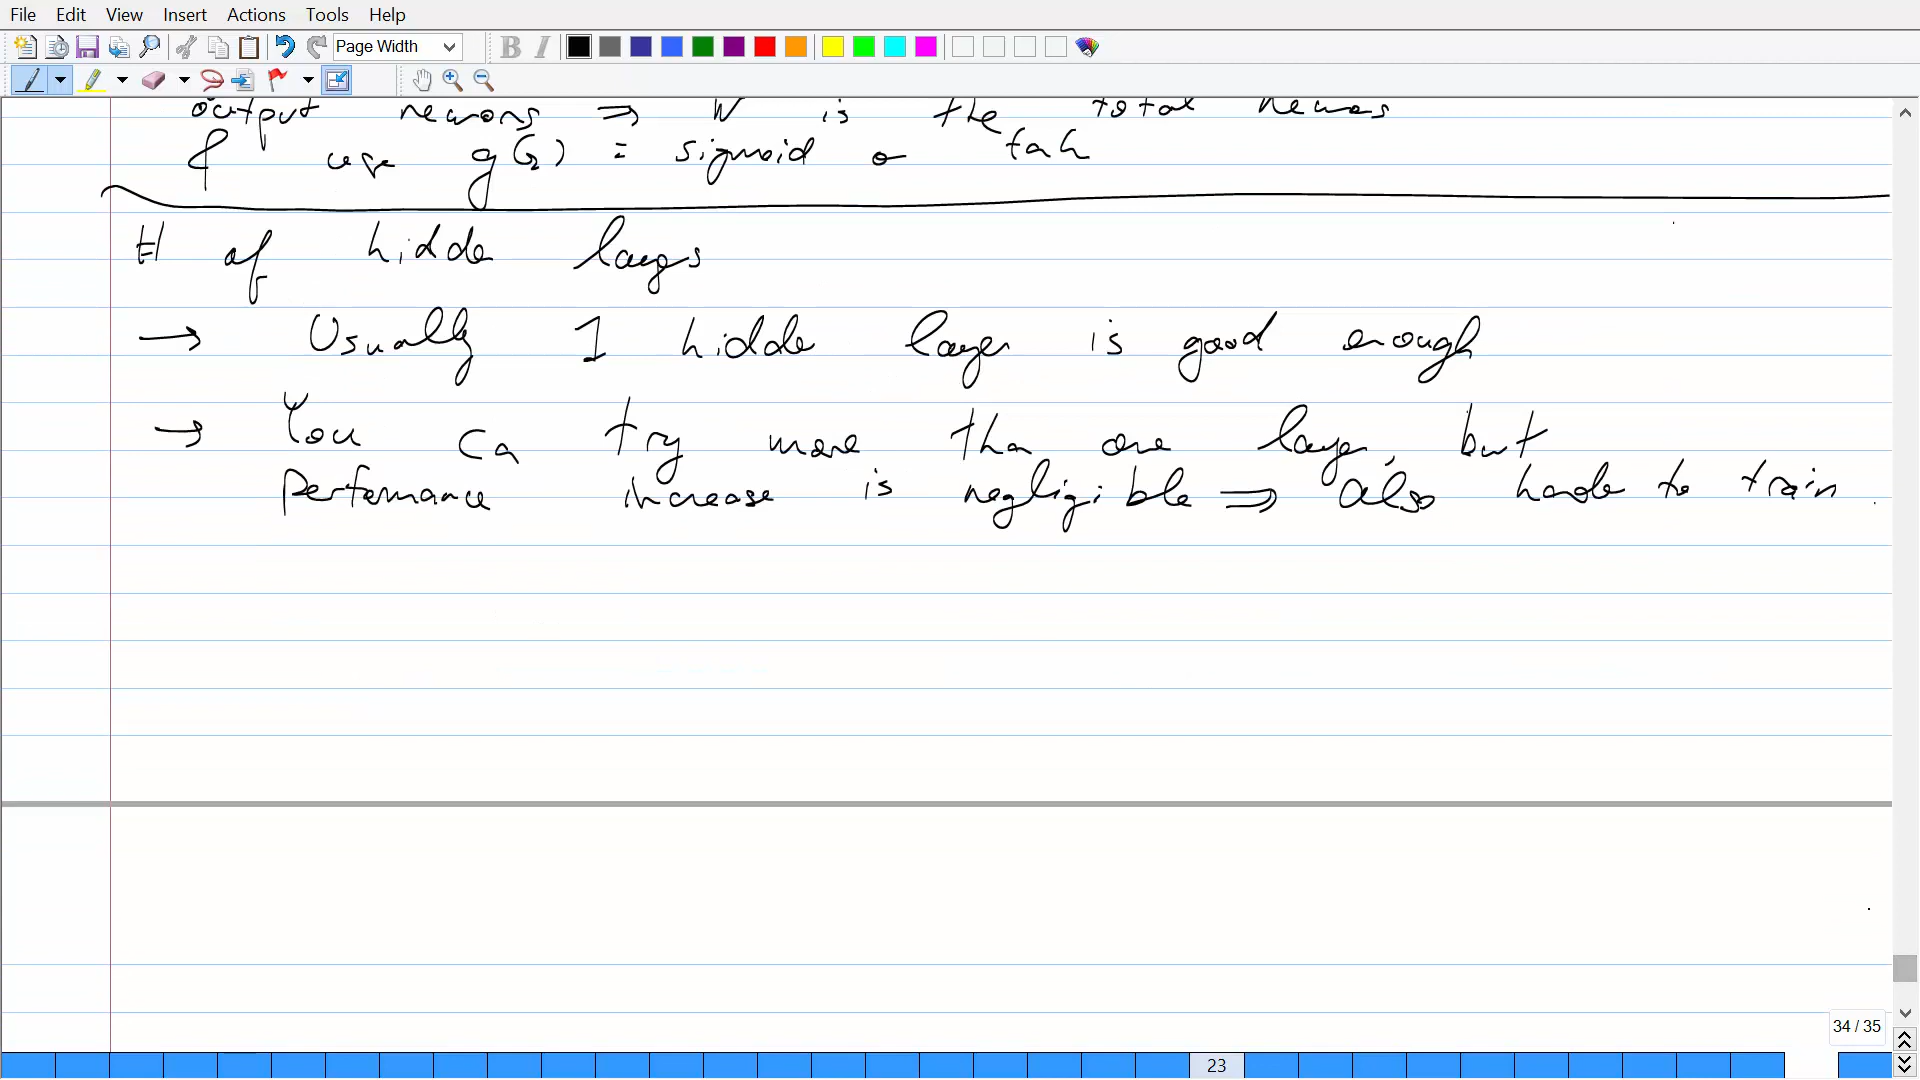 File Edit View Insert Actions Tools Help
Page Width
B I
output neurons ⇒ N is the total neurons
& use g(z) = sigmoid or tanh
# of hidden layers
→ Usually 1 hidden layer is good enough
→ You can try more than one layer, but
performance increase is negligible ⇒ also harder to train
34 / 35
23